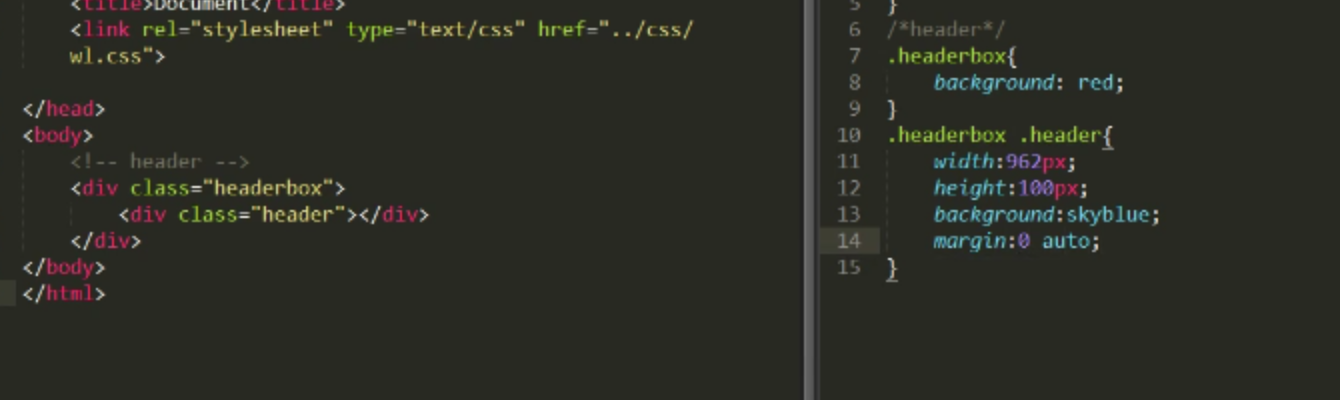 <title>Document</title>
<link rel="stylesheet" type="text/css" href="../css/
wl.css">
</head>
<body>
<!-- header -->
<div class="headerbox">
<div class="header"></div>
</div>
</body>
</html>
5 }
6 /*header*/
7 .headerbox{
8 background: red;
9 }
10 .headerbox .header{
11 width:962px;
12 height:100px;
13 background:skyblue;
14 margin:0 auto;
15 }